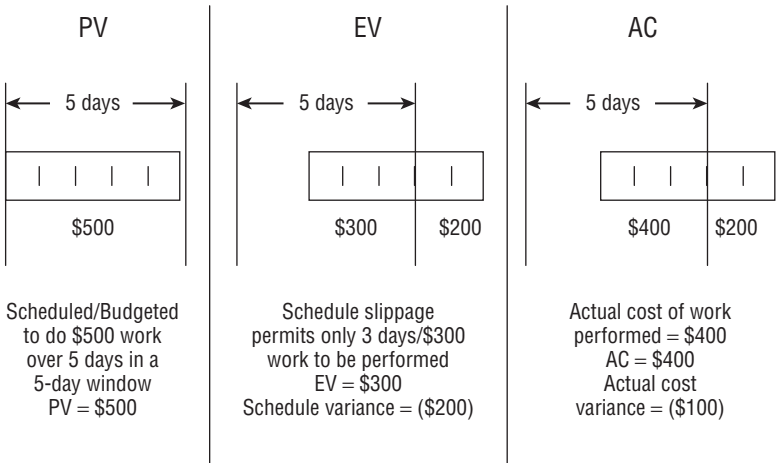 PV
5 days
$500
Scheduled/Budgeted
to do $500 work
over 5 days in a
5-day window
PV = $500
EV
5 days
$300 $200
Schedule slippage
permits only 3 days/$300
work to be performed
EV = $300
Schedule variance = ($200)
AC
5 days
$400 $200
Actual cost of work
performed = $400
AC = $400
Actual cost
variance = ($100)